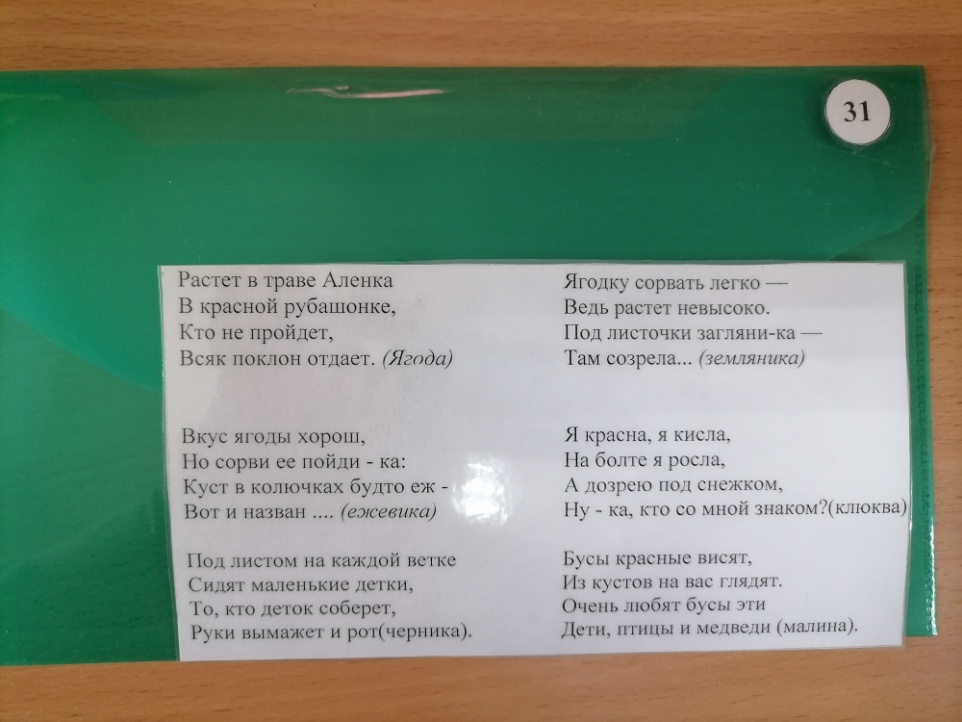 31
Растет в траве Аленка
В красной рубашонке,
Кто не пройдет,
Всяк поклон отдает. (Ягода)
Ягодку сорвать легко —
Ведь растет невысоко.
Под листочки загляни-ка —
Там созрела... (земляника)
Вкус ягоды хорош,
Но сорви ее пойди - ка:
Куст в колючках будто еж -
Вот и назван .... (ежевика)
Я красна, я кисла,
На болте я росла,
А дозрею под снежком,
Ну - ка, кто со мной знаком?(клюква)
Под листом на каждой ветке
Сидят маленькие детки,
То, кто деток соберет,
Руки вымажет и рот(черника).
Бусы красные висят,
Из кустов на вас глядят.
Очень любят бусы эти
Дети, птицы и медведи (малина).